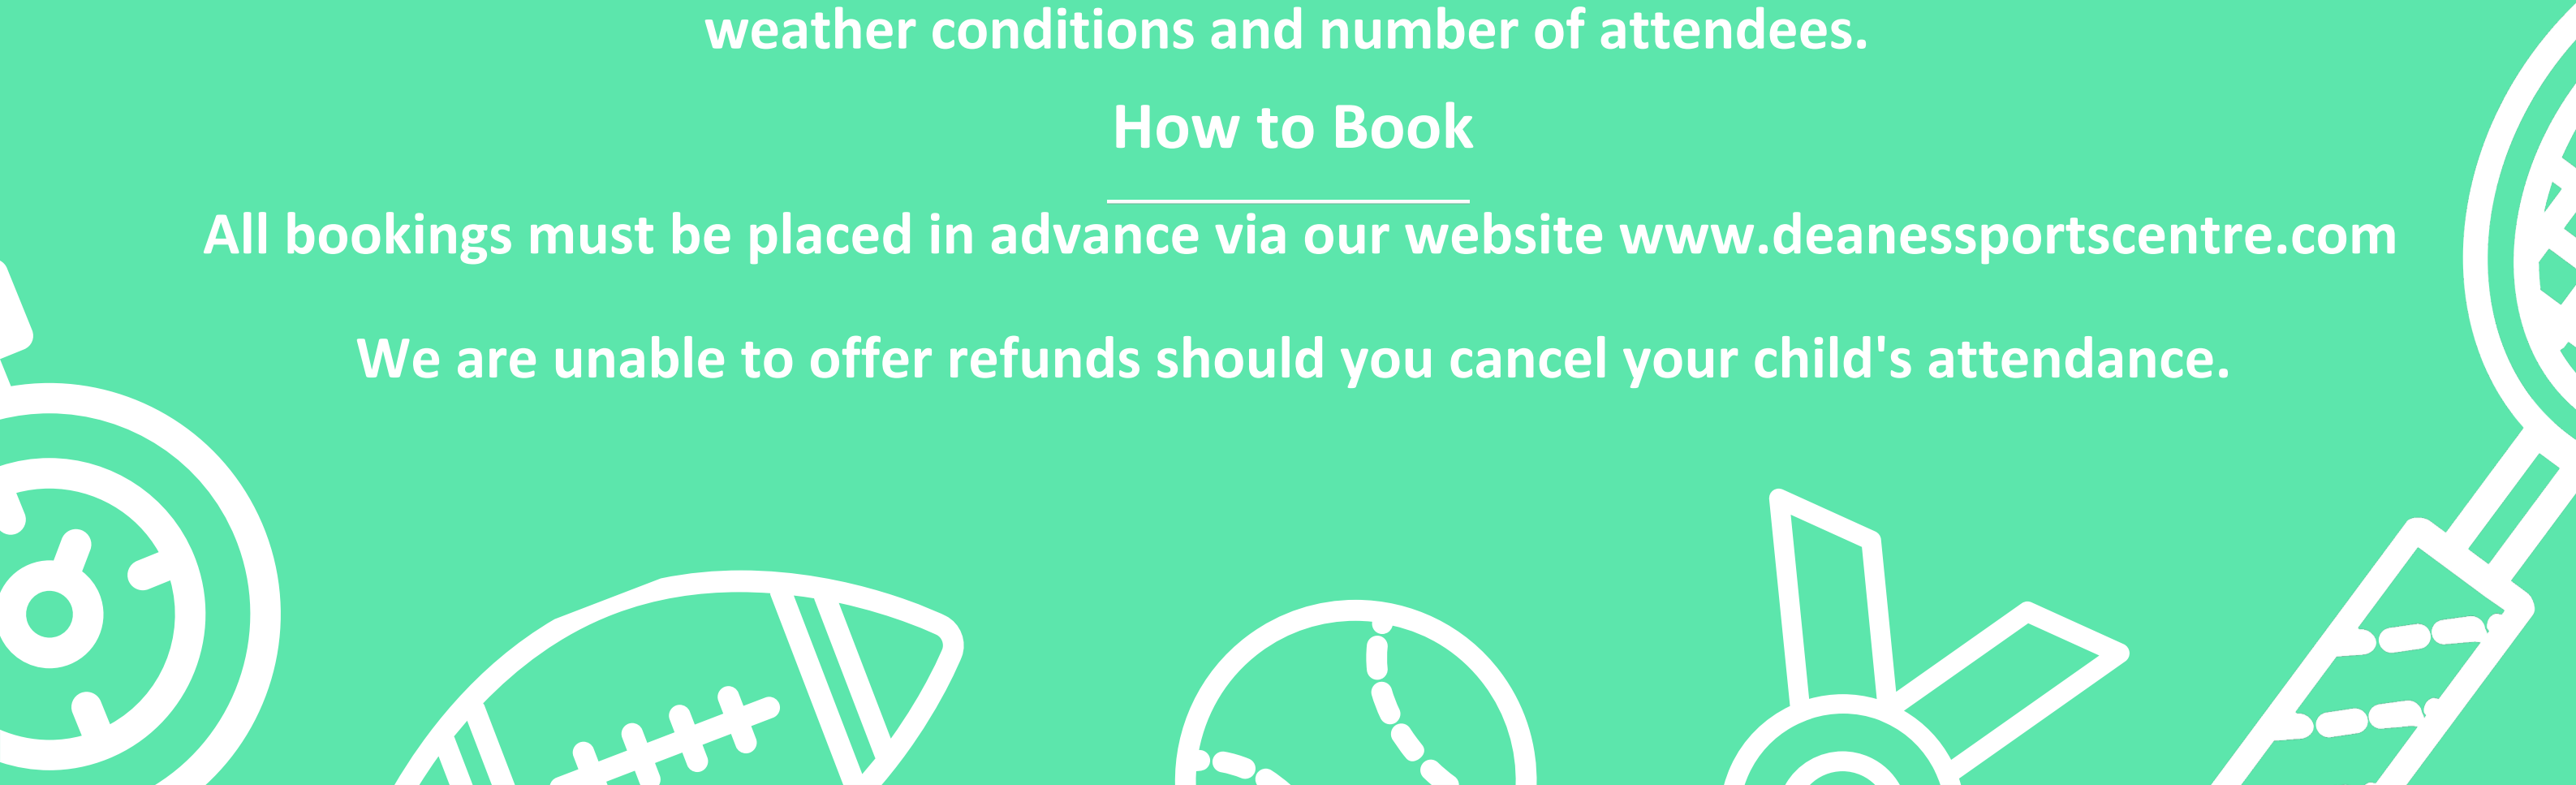 weather conditions and number of attendees.
How to Book
All bookings must be placed in advance via our website www.deanessportscentre.com
We are unable to offer refunds should you cancel your child's attendance.